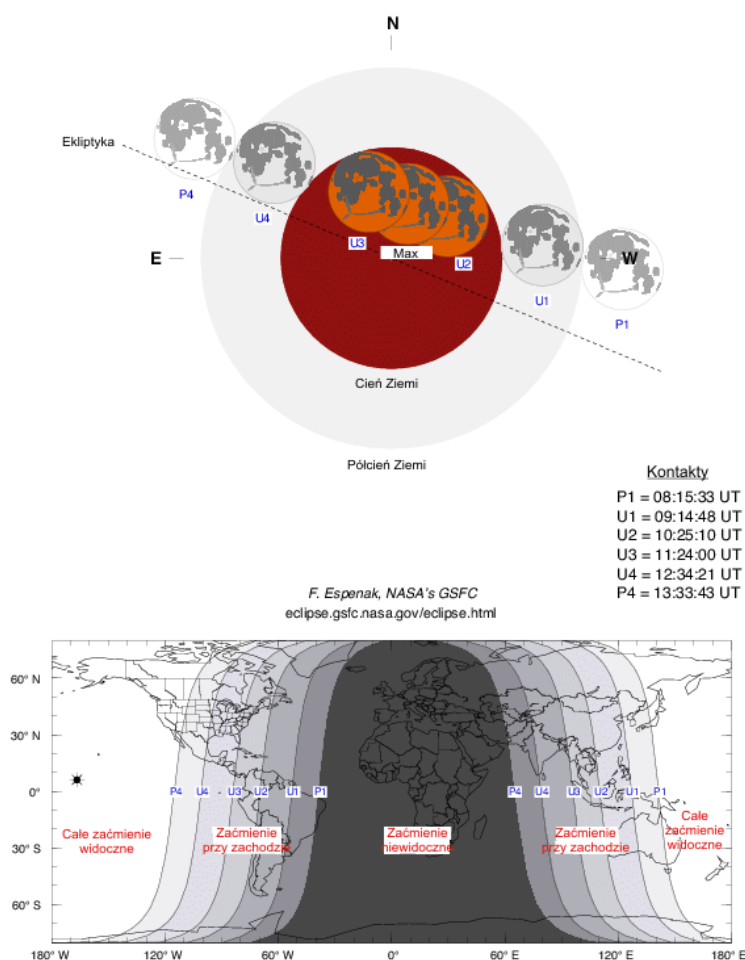 N
Ekliptyka
P4
U4
U3
Max
U2
E
W
U1
P1
Cień Ziemi
Półcień Ziemi
Kontakty
P1 = 08:15:33 UT
U1 = 09:14:48 UT
U2 = 10:25:10 UT
U3 = 11:24:00 UT
U4 = 12:34:21 UT
P4 = 13:33:43 UT
F. Espenak, NASA's GSFC
eclipse.gsfc.nasa.gov/eclipse.html
60° N
30° N
0°
30° S
60° S
P4 U4 U3 U2 U1 P1
P4 U4 U3 U2 U1 P1
Całe zaćmienie
widoczne
Zaćmienie
przy zachodzie
Zaćmienie
niewidoczne
Zaćmienie
przy zachodzie
Całe
zaćmienie
widoczne
180° W 120° W 60° W 0° 60° E 120° E 180° E